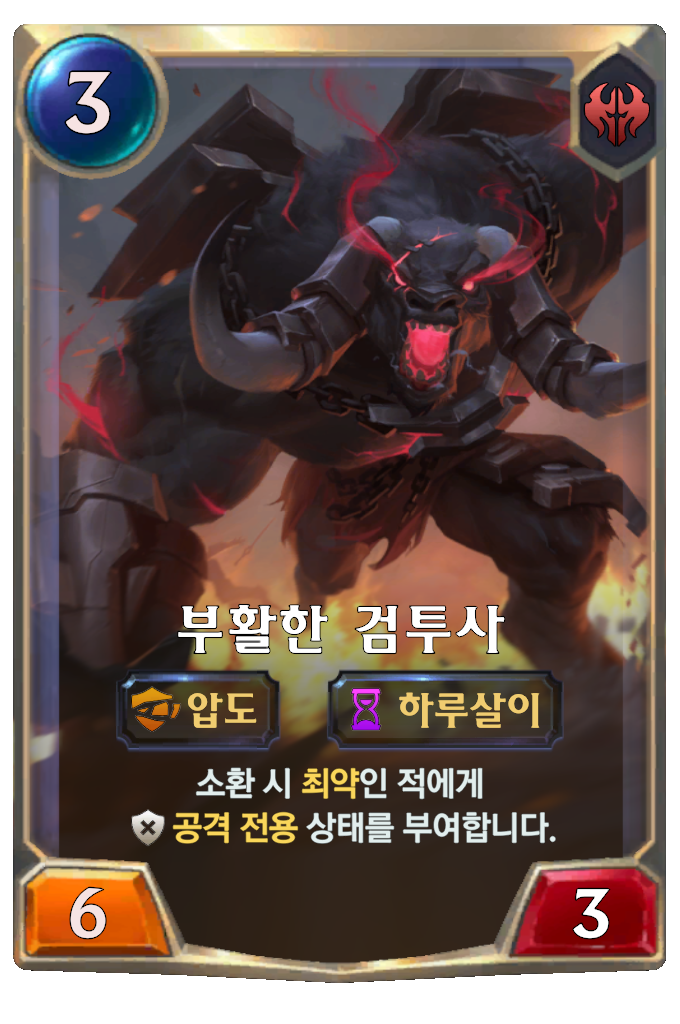 3
부활한 검투사
압도
하루살이
소환 시 최약인 적에게
공격 전용 상태를 부여합니다.
6
3